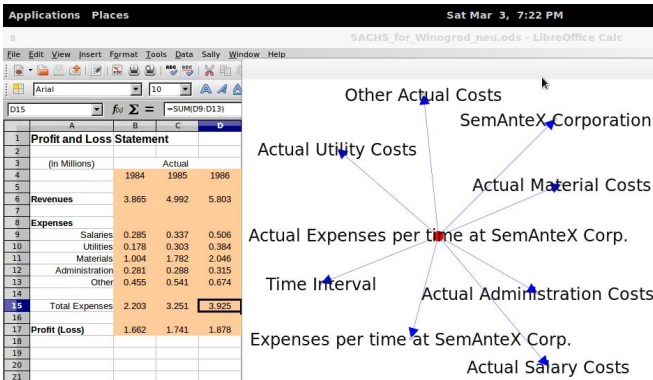 Applications Places Sat Mar 3, 7:22 PM
SACHS_for_Winograd_neu.ods - LibreOffice Calc
File Edit View Insert Format Tools Data Sally Window Help
Arial 10
D15 =SUM(D9:D13)
A B C D
1 Profit and Loss Statement
2
3 (in Millions) Actual
4 1984 1985 1986
5
6 Revenues 3.865 4.992 5.803
7
8 Expenses
9 Salaries 0.285 0.337 0.506
10 Utilities 0.178 0.303 0.384
11 Materials 1.004 1.782 2.046
12 Administration 0.281 0.288 0.315
13 Other 0.455 0.541 0.674
14
15 Total Expenses 2.203 3.251 3.925
16
17 Profit (Loss) 1.662 1.741 1.878
18
19
20
21
Other Actual Costs
SemAnteX Corporation
Actual Utility Costs
Actual Material Costs
Actual Expenses per time at SemAnteX Corp.
Time Interval
Actual Administration Costs
Expenses per time at SemAnteX Corp.
Actual Salary Costs